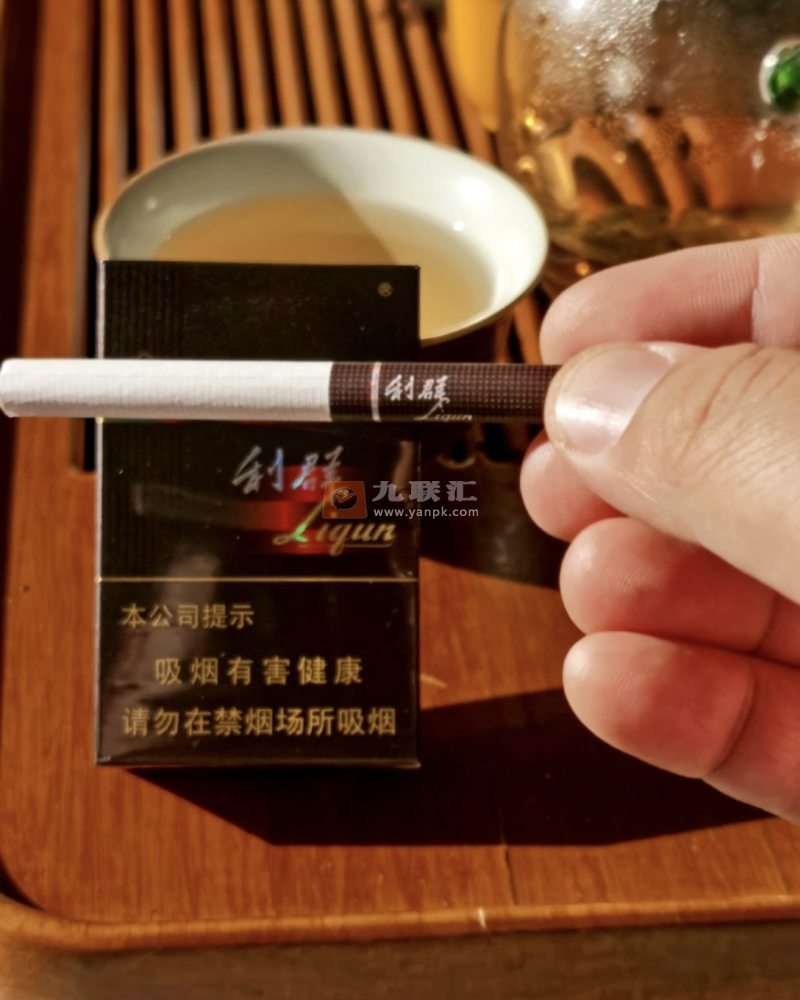 ®
利群
Liqun
利群
Liqun
九联汇
www.yanpk.com
本公司提示
吸烟有害健康
请勿在禁烟场所吸烟